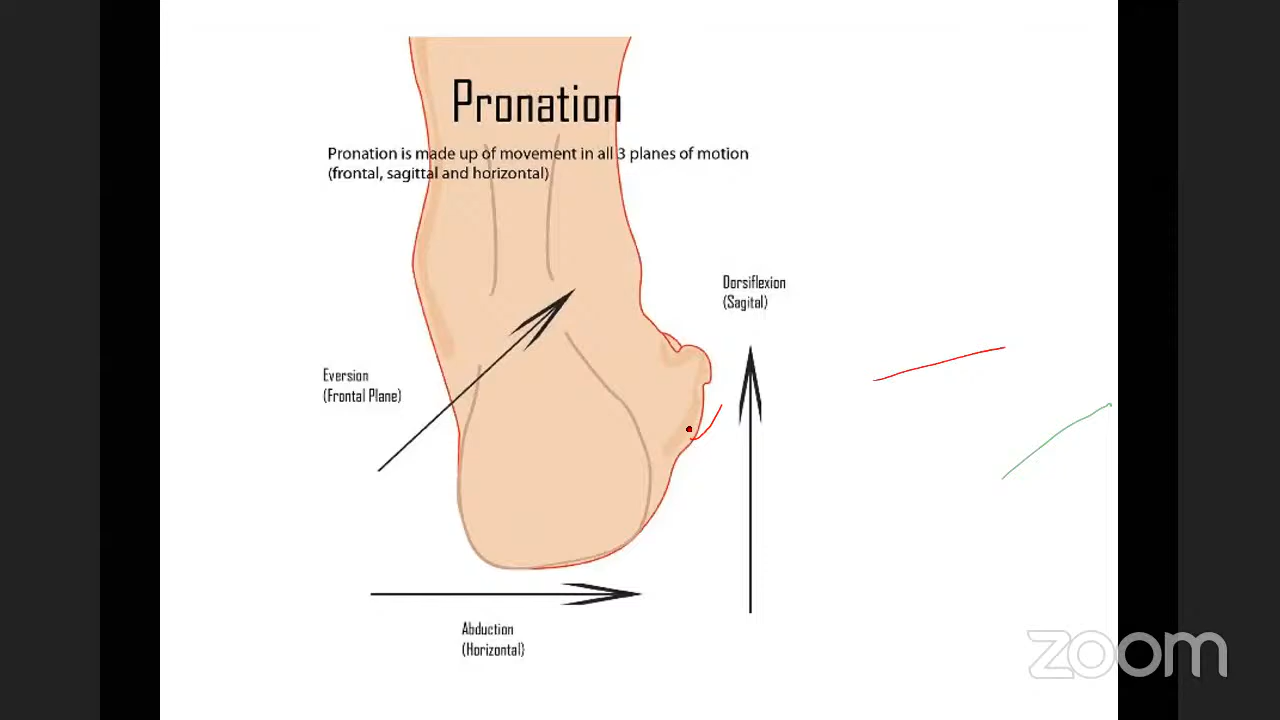 Pronation
Pronation is made up of movement in all 3 planes of motion
(frontal, sagittal and horizontal)
Dorsiflexion
(Sagital)
Eversion
(Frontal Plane)
Abduction
(Horizontal)
zoom